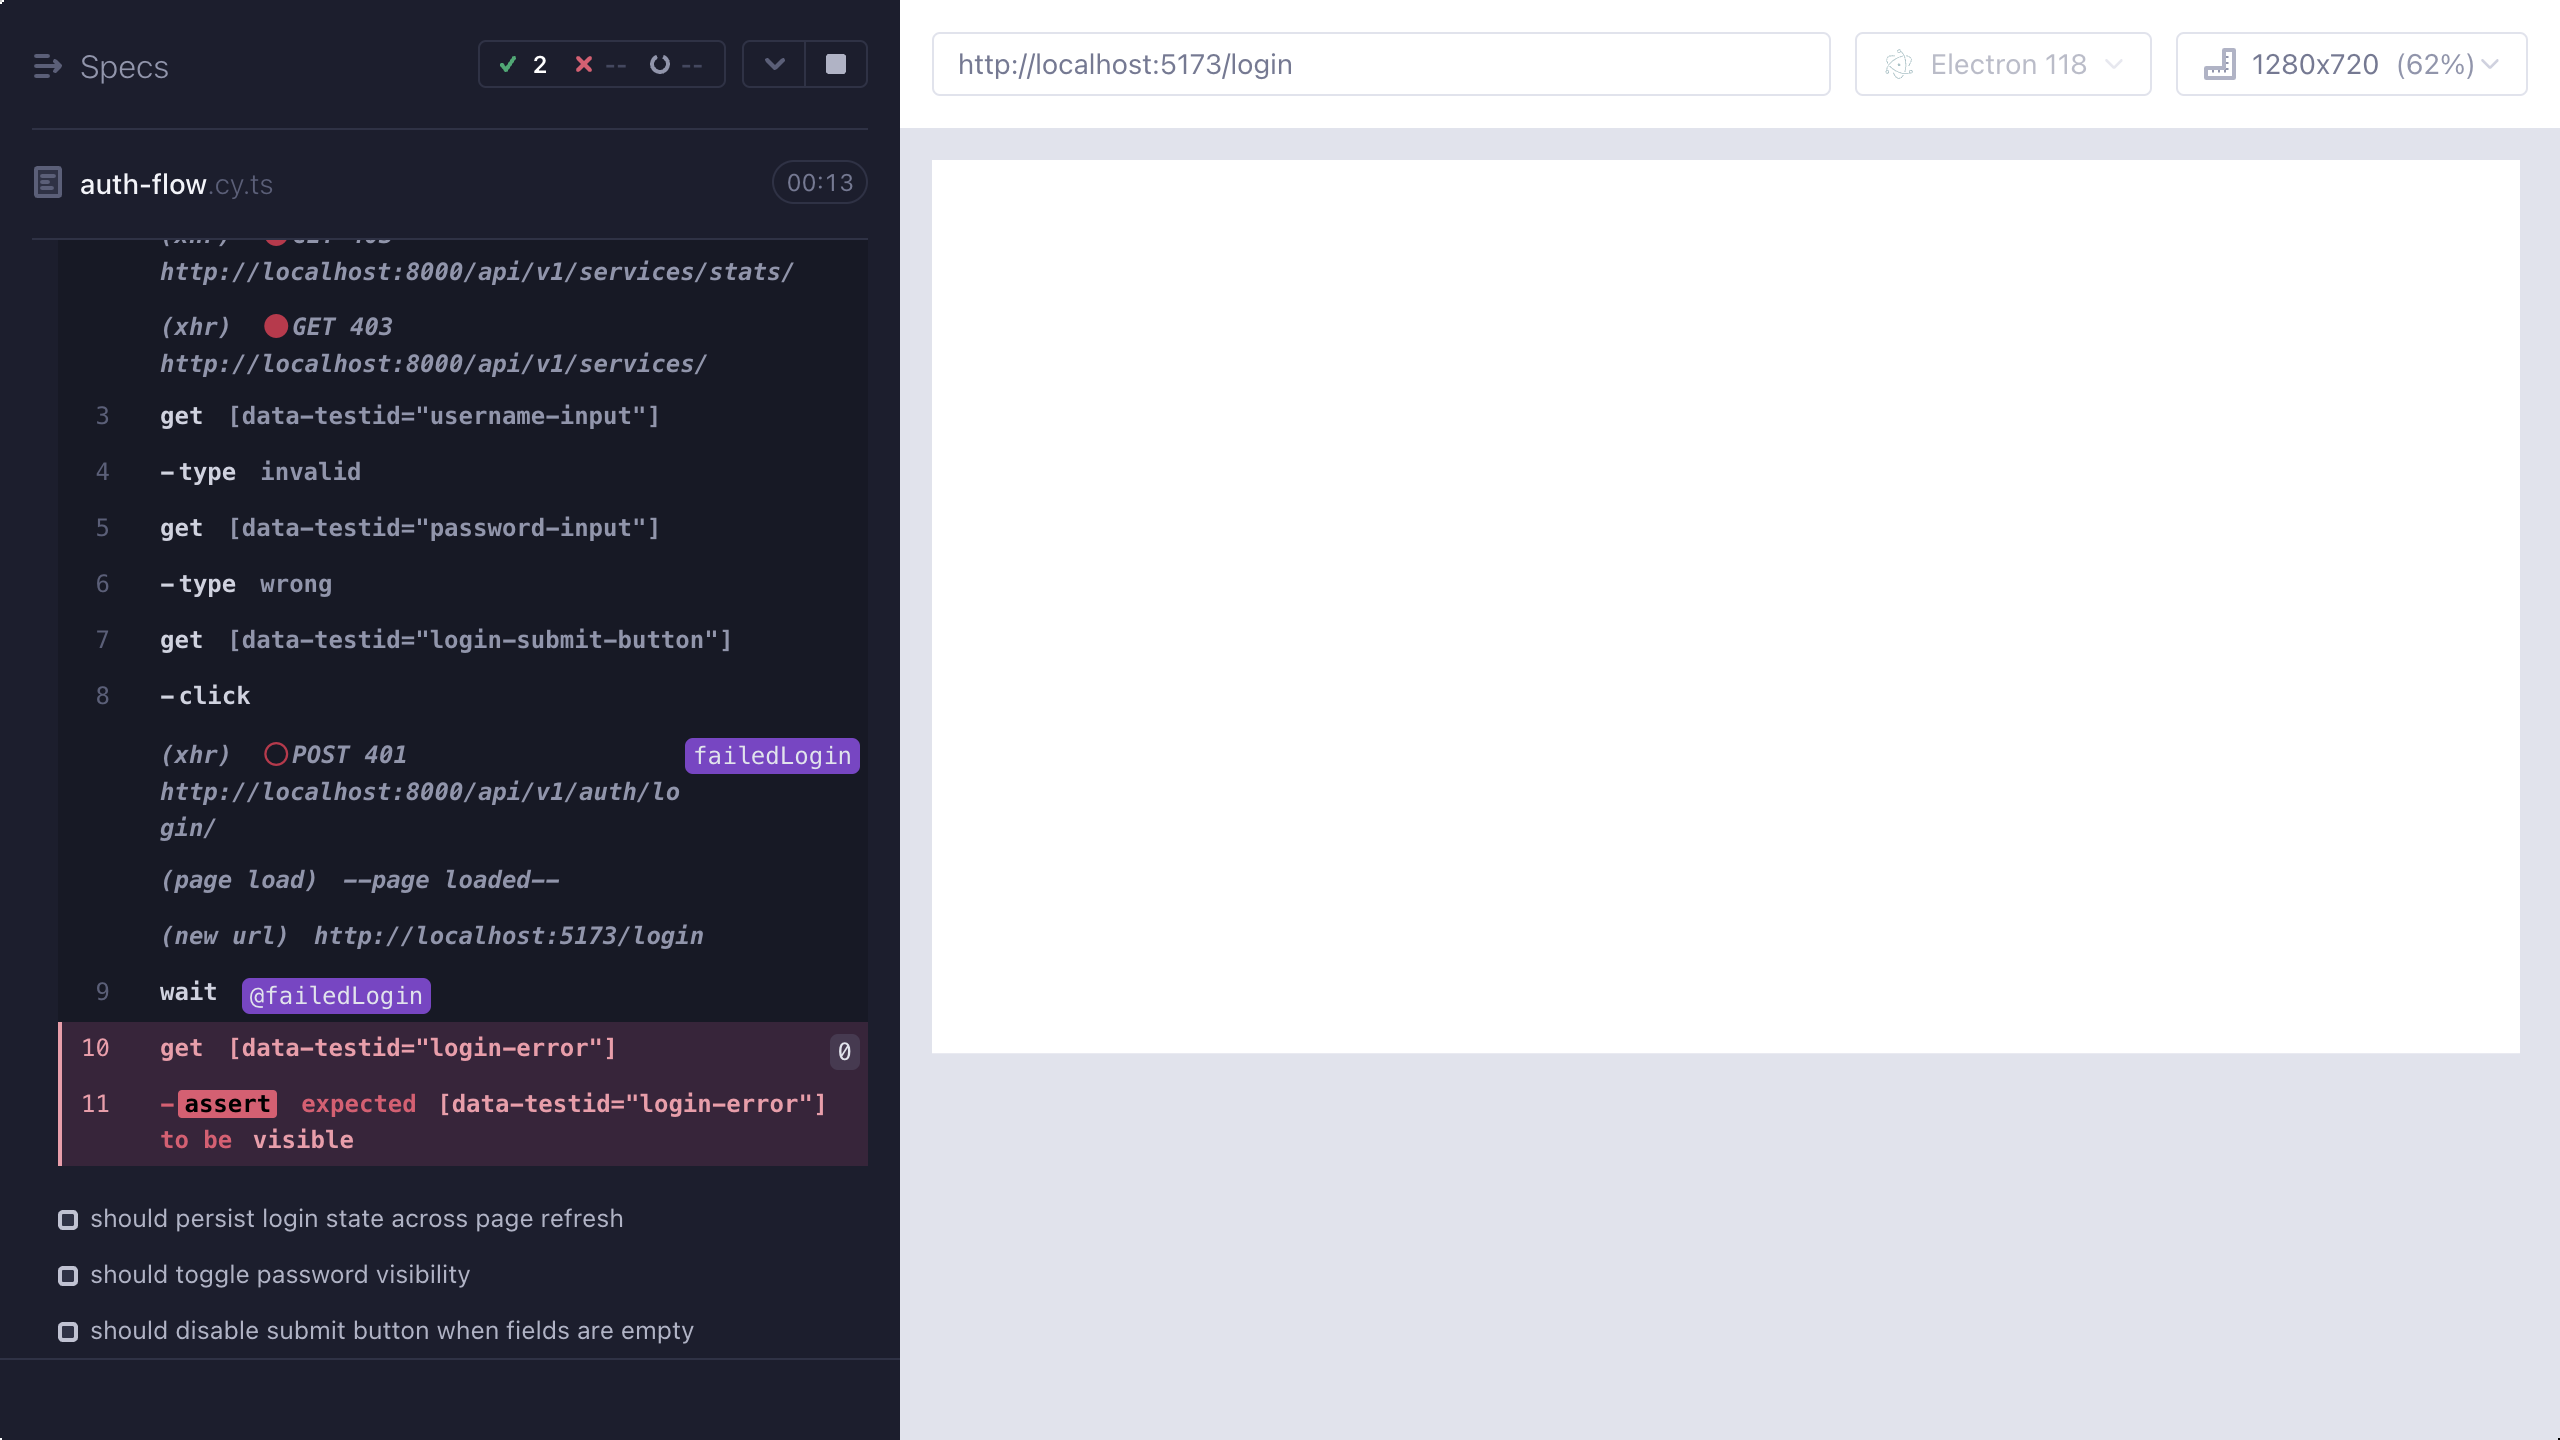 Specs
2 -- --
auth-flow.cy.ts
00:13
(xhr) GET 403
http://localhost:8000/api/v1/services/stats/
(xhr) GET 403
http://localhost:8000/api/v1/services/
3 get [data-testid="username-input"]
4 -type invalid
5 get [data-testid="password-input"]
6 -type wrong
7 get [data-testid="login-submit-button"]
8 -click
(xhr) POST 401 failedLogin
http://localhost:8000/api/v1/auth/lo
gin/
(page load) --page loaded--
(new url) http://localhost:5173/login
9 wait @failedLogin
10 get [data-testid="login-error"] 0
11 -assert expected [data-testid="login-error"]
to be visible
should persist login state across page refresh
should toggle password visibility
should disable submit button when fields are empty
http://localhost:5173/login
Electron 118
1280x720 (62%)